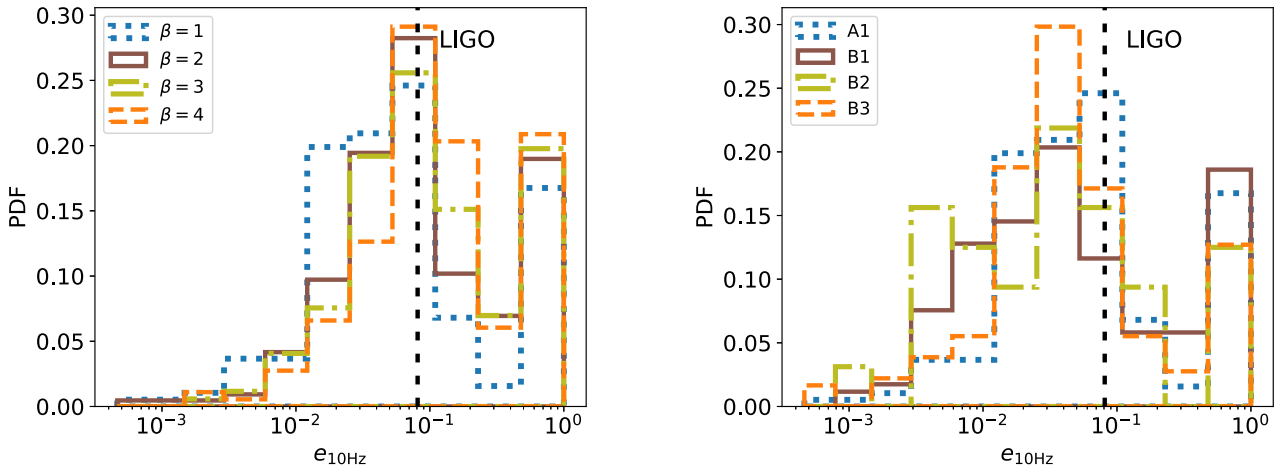 0.30
0.25
0.20
0.15
0.10
0.05
0.00
PDF
β = 1
β = 2
β = 3
β = 4
LIGO
10⁻³
10⁻²
10⁻¹
10⁰
e₁₀Hz
0.30
0.25
0.20
0.15
0.10
0.05
0.00
PDF
A1
B1
B2
B3
LIGO
10⁻³
10⁻²
10⁻¹
10⁰
e₁₀Hz